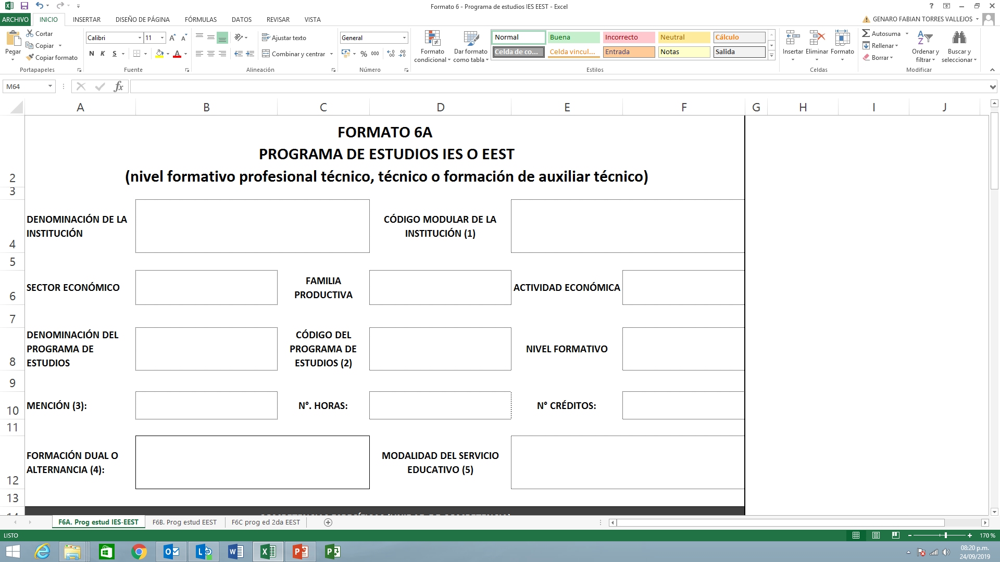 Formato 6 - Programa de estudios IES EEST - Excel
ARCHIVO INICIO INSERTAR DISEÑO DE PÁGINA FÓRMULAS DATOS REVISAR VISTA GENARO FABIAN TORRES VALLEJOS
Pegar
Cortar
Copiar
Copiar formato
Portapapeles
Calibri 11
N K S
Fuente
Ajustar texto
Combinar y centrar
Alineación
General
% 000
Número
Formato condicional
Dar formato como tabla
Normal Buena Incorrecto Neutral Cálculo
Celda de co... Celda vincul... Entrada Notas Salida
Estilos
Insertar Eliminar Formato
Celdas
Autosuma
Rellenar
Borrar
Ordenar y filtrar
Buscar y seleccionar
Modificar
M64
fx
A B C D E F G H I J
FORMATO 6A
PROGRAMA DE ESTUDIOS IES O EEST
2 (nivel formativo profesional técnico, técnico o formación de auxiliar técnico)
3
DENOMINACIÓN DE LA INSTITUCIÓN
CÓDIGO MODULAR DE LA INSTITUCIÓN (1)
4
5
SECTOR ECONÓMICO
FAMILIA PRODUCTIVA
ACTIVIDAD ECONÓMICA
6
7
DENOMINACIÓN DEL PROGRAMA DE ESTUDIOS
CÓDIGO DEL PROGRAMA DE ESTUDIOS (2)
NIVEL FORMATIVO
8
9
MENCIÓN (3):
N°. HORAS:
N° CRÉDITOS:
10
11
FORMACIÓN DUAL O ALTERNANCIA (4):
MODALIDAD DEL SERVICIO EDUCATIVO (5)
12
13
F6A. Prog estud IES-EEST F6B. Prog estud EEST F6C prog ed 2da EEST
LISTO
170 %
08:20 p.m.
24/09/2019